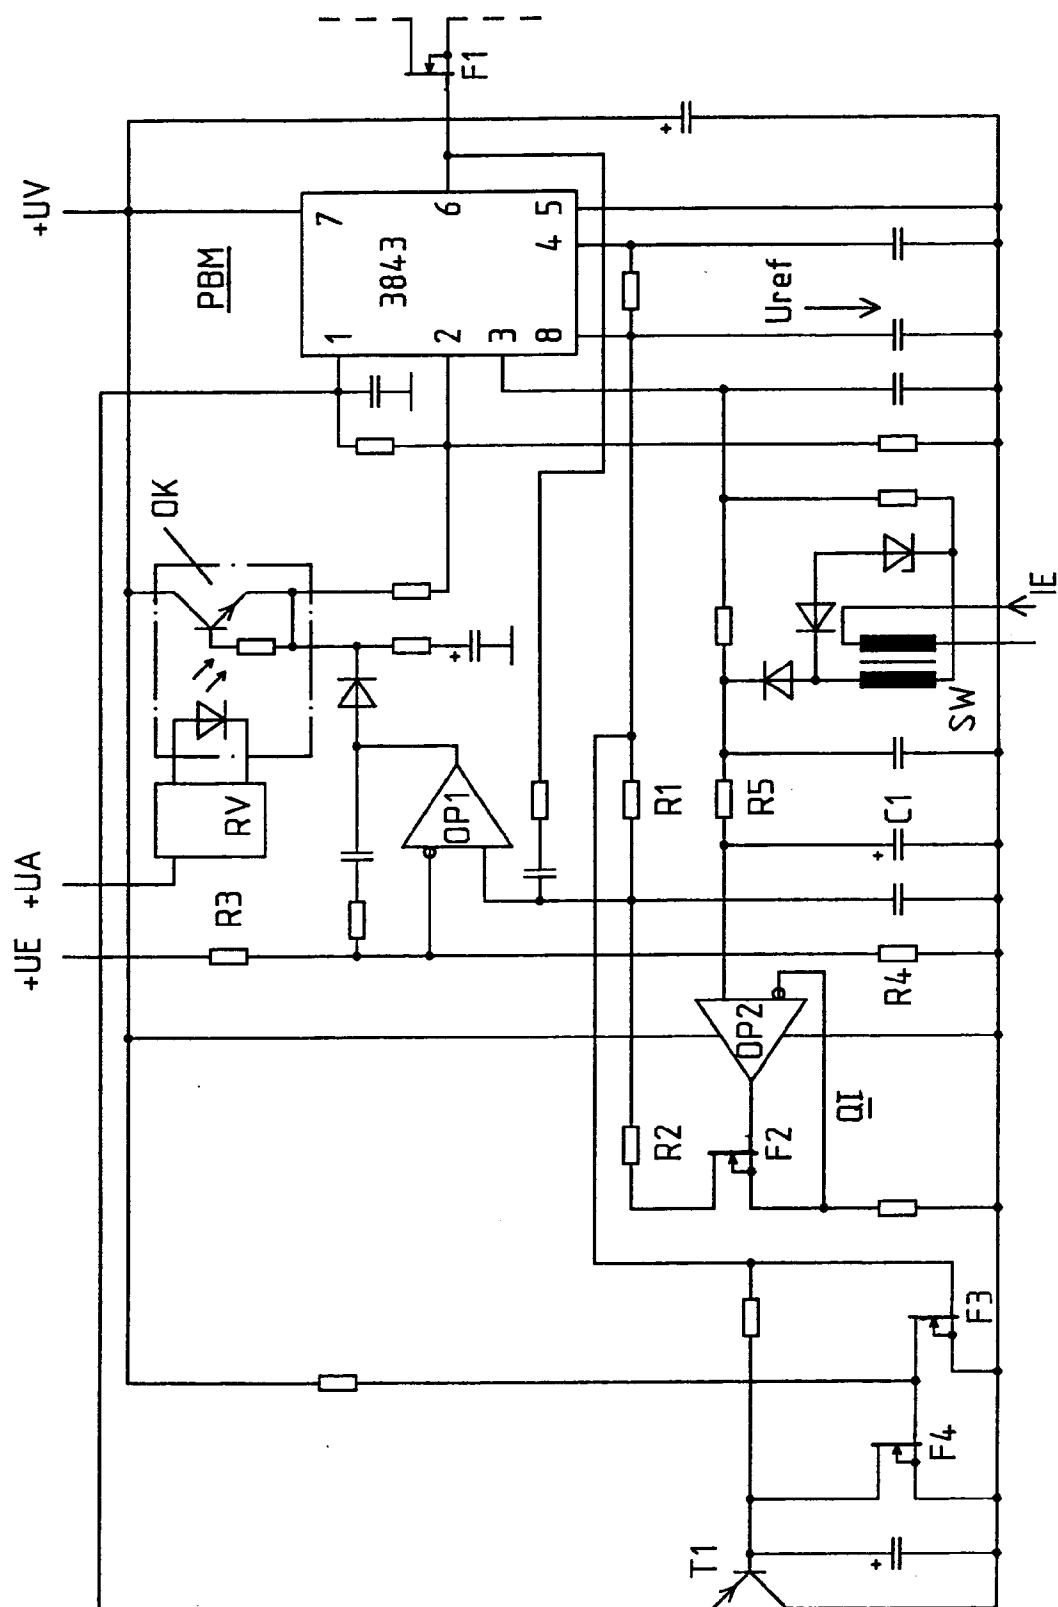 F1
+UV
PBM
7
6
5
4
3843
1
2
3
8
Uref
OK
IE
SW
RV
OP1
R1
R5
C1
+UE
+UA
R3
R4
OP2
QI
R2
F2
F3
F4
T1